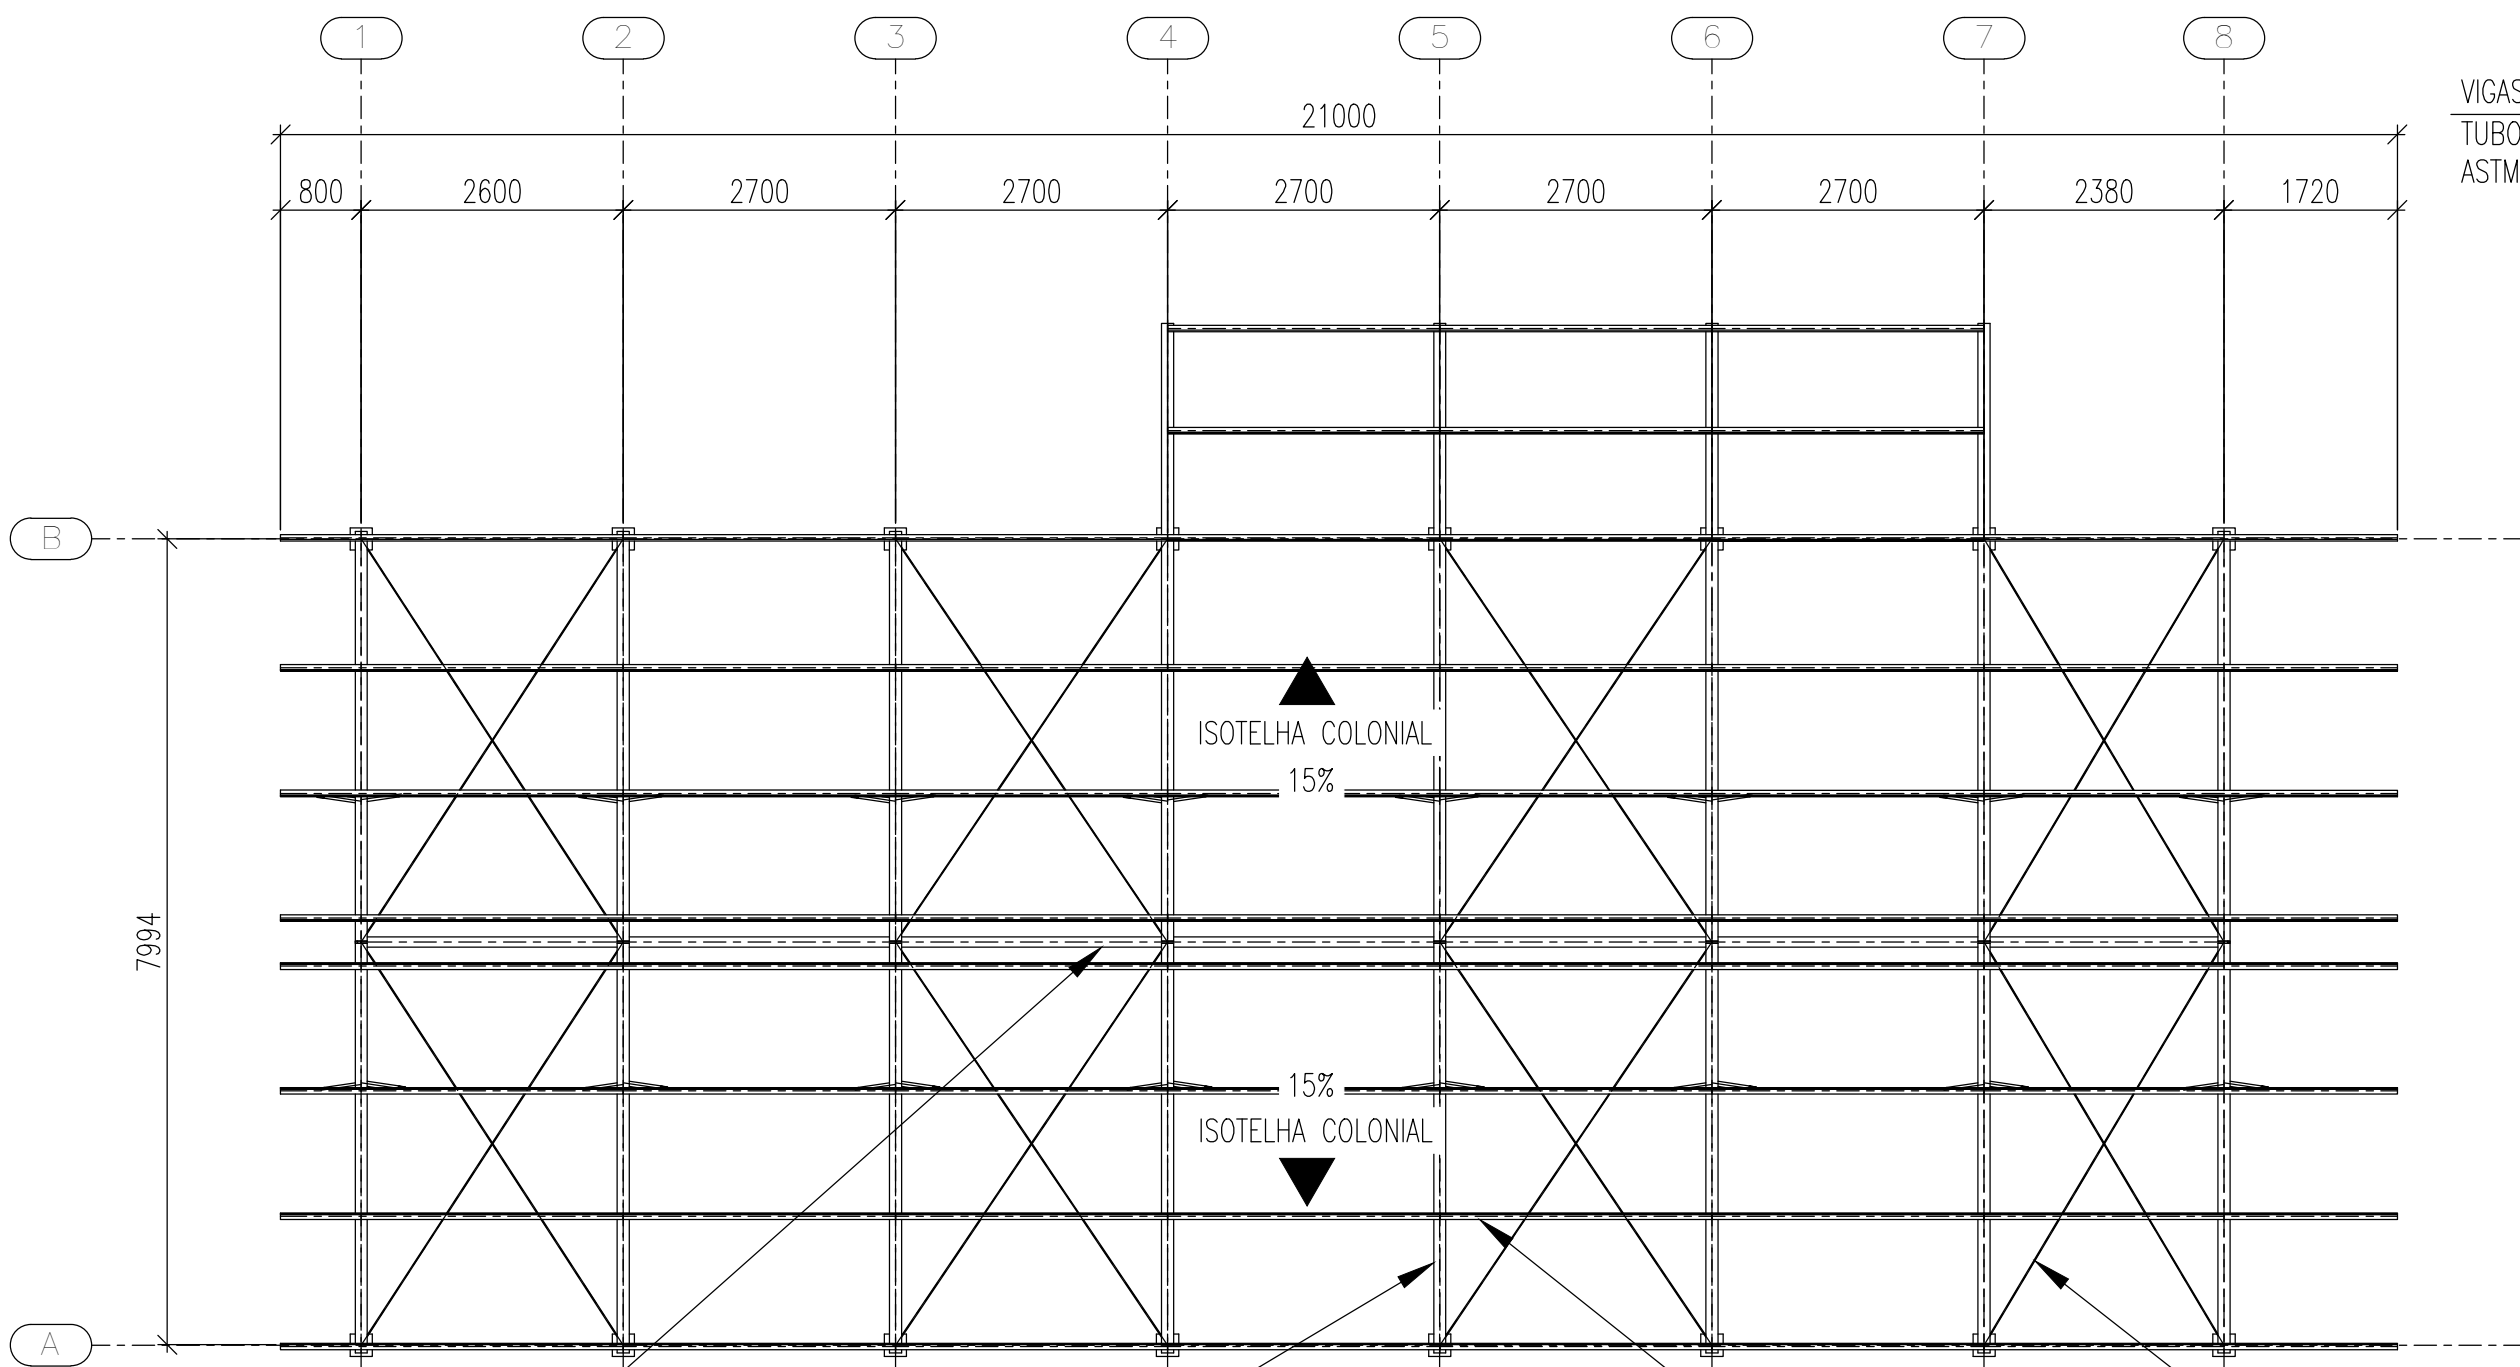 1 2 3 4 5 6 7 8
21000
VIGAS
TUBO
ASTM
800 2600 2700 2700 2700 2700 2700 2380 1720
B
ISOTELHA COLONIAL
15%
7994
15%
ISOTELHA COLONIAL
A